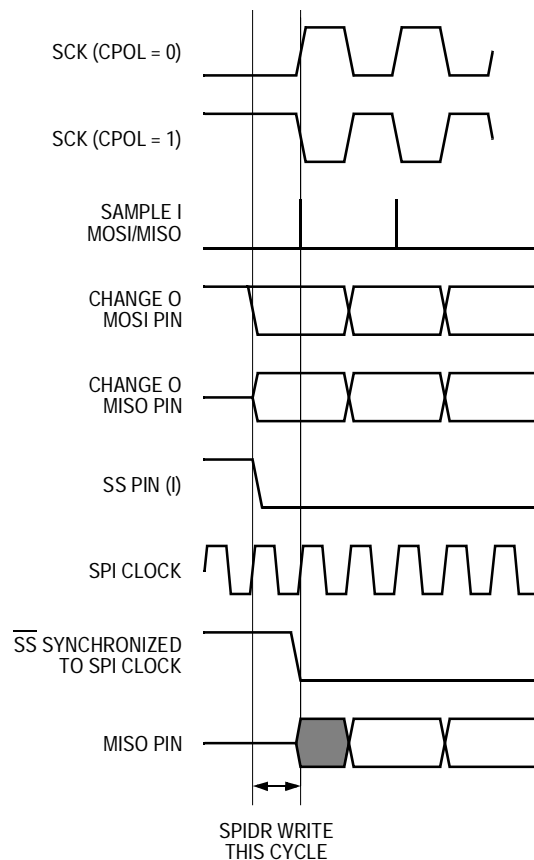 SCK (CPOL = 0)
SCK (CPOL = 1)
SAMPLE I
MOSI/MISO
CHANGE O
MOSI PIN
CHANGE O
MISO PIN
SS PIN (I)
SPI CLOCK
S̅S̅ SYNCHRONIZED
TO SPI CLOCK
MISO PIN
SPIDR WRITE
THIS CYCLE